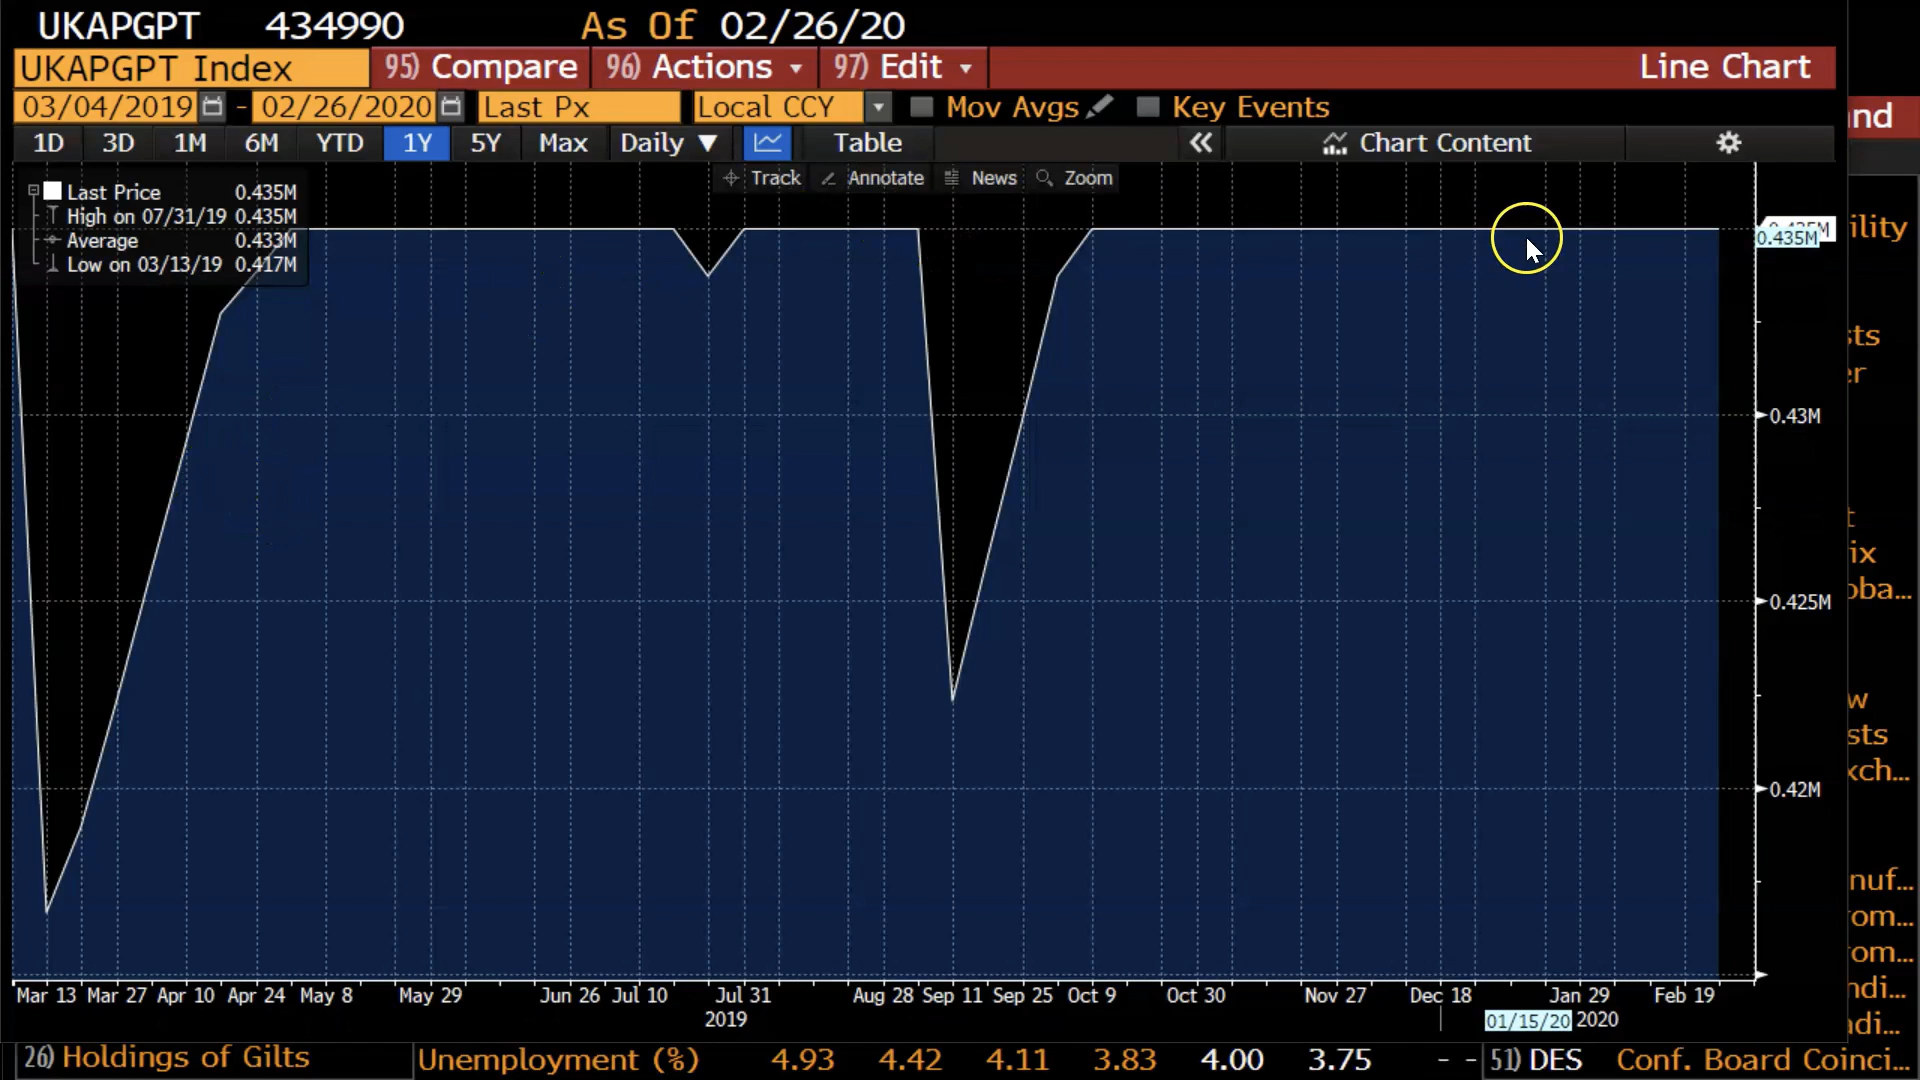 UKAPGPT 434990 As Of 02/26/20
UKAPGPT Index 95) Compare 96) Actions 97) Edit Line Chart
03/04/2019 - 02/26/2020 Last Px Local CCY Mov Avgs Key Events
1D 3D 1M 6M YTD 1Y 5Y Max Daily Table Chart Content
Track Annotate News Zoom
Last Price 0.435M
High on 07/31/19 0.435M
Average 0.433M
Low on 03/13/19 0.417M
0.435M
0.43M
0.425M
0.42M
Mar 13 Mar 27 Apr 10 Apr 24 May 8 May 29 Jun 26 Jul 10 Jul 31 Aug 28 Sep 11 Sep 25 Oct 9 Oct 30 Nov 27 Dec 18 Jan 29 Feb 19
2019 01/15/20 2020
26) Holdings of Gilts Unemployment (%) 4.93 4.42 4.11 3.83 4.00 3.75 - - 51) DES Conf. Board Coinci...